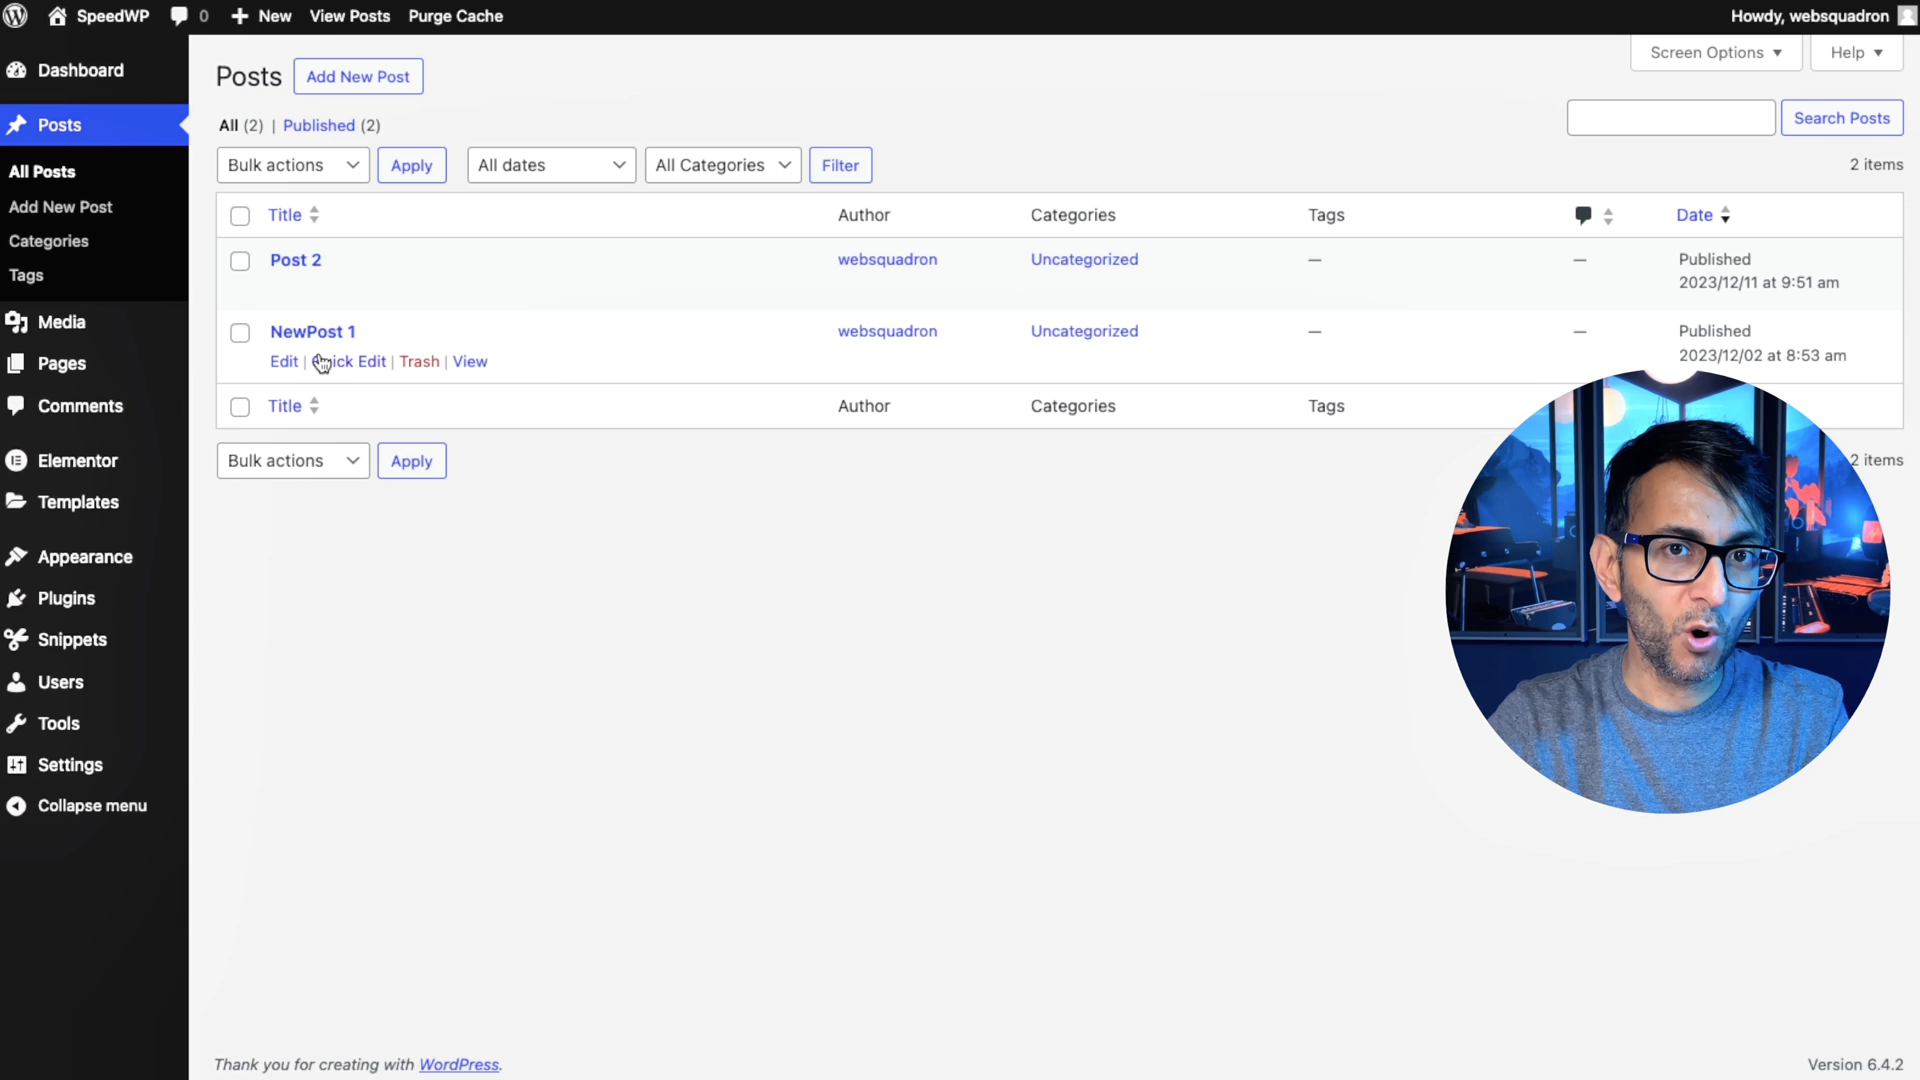 SpeedWP 0 New View Posts Purge Cache Howdy, websquadron
Dashboard
Posts
All Posts
Add New Post
Categories
Tags
Media
Pages
Comments
Elementor
Templates
Appearance
Plugins
Snippets
Users
Tools
Settings
Collapse menu
Screen Options Help
Posts Add New Post
All (2) | Published (2)
Search Posts
Bulk actions Apply All dates All Categories Filter 2 items
Title Author Categories Tags Date
Post 2 websquadron Uncategorized — — Published
2023/12/11 at 9:51 am
NewPost 1 websquadron Uncategorized — — Published
Edit | Quick Edit | Trash | View 2023/12/02 at 8:53 am
Title Author Categories Tags
Bulk actions Apply 2 items
Thank you for creating with WordPress. Version 6.4.2